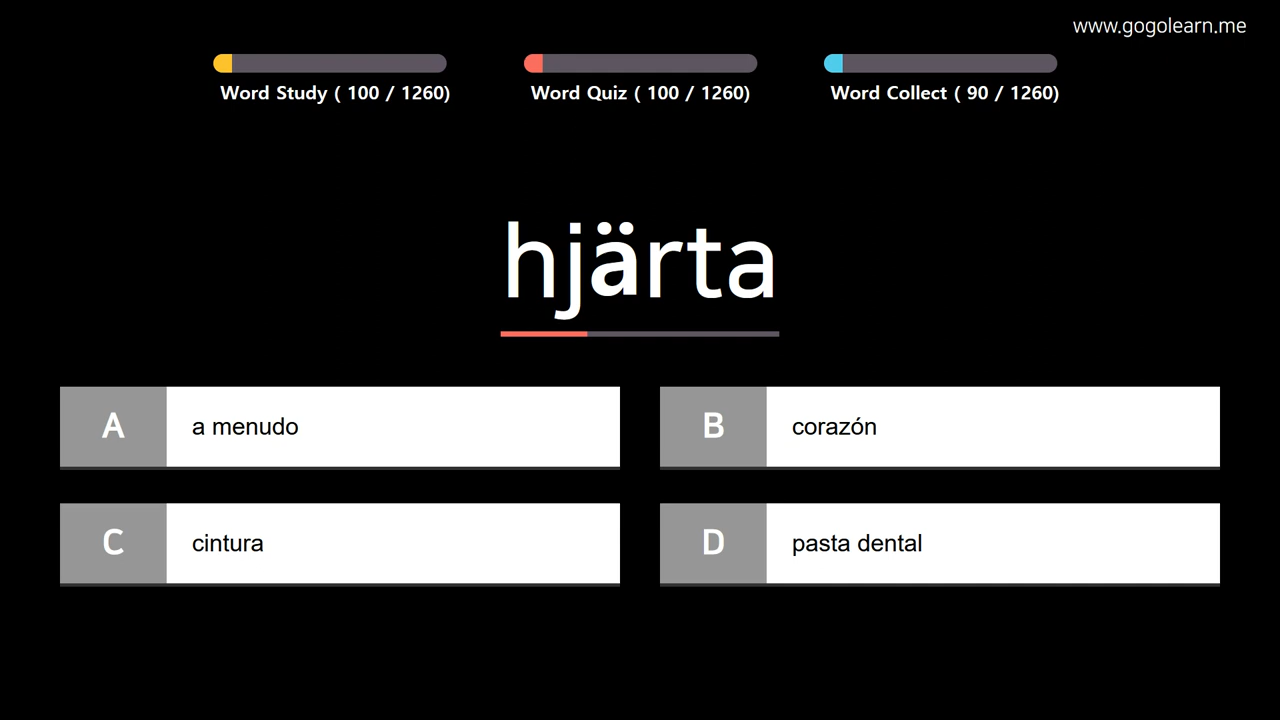 www.gogolearn.me
Word Study ( 100 / 1260)
Word Quiz ( 100 / 1260)
Word Collect ( 90 / 1260)
hjärta
A
a menudo
B
corazón
C
cintura
D
pasta dental